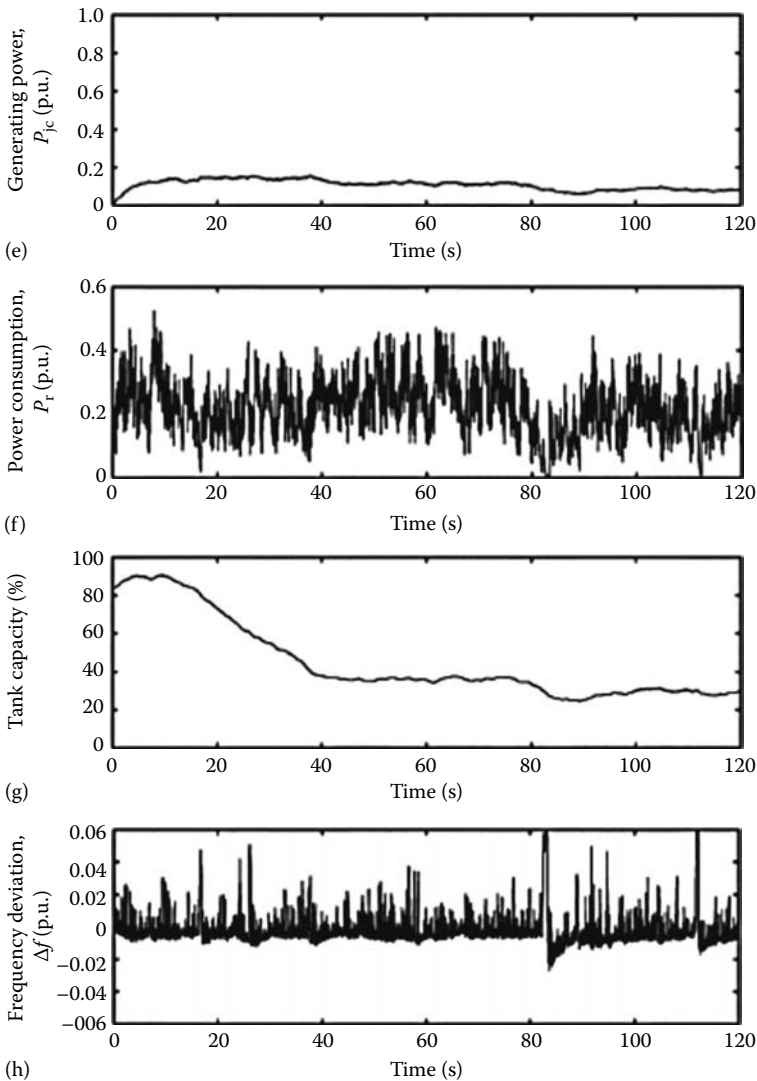 Generating power,
P_jc (p.u.)
1.0
0.8
0.6
0.4
0.2
0
0 20 40 60 80 100 120
(e)
Time (s)
Power consumption,
P_r (p.u.)
0.6
0.4
0.2
0
0 20 40 60 80 100 120
(f)
Time (s)
Tank capacity (%)
100
80
60
40
20
0
0 20 40 60 80 100 120
(g)
Time (s)
Frequency deviation,
Δf (p.u.)
0.06
0.04
0.02
0
−0.02
−0.04
−006
0 20 40 60 80 100 120
(h)
Time (s)